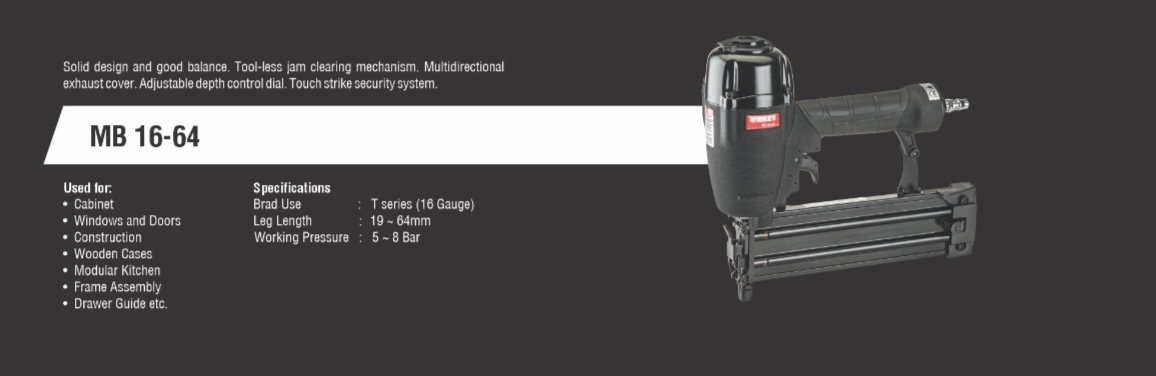 Solid design and good balance. Tool-less jam clearing mechanism. Multidirectional
exhaust cover. Adjustable depth control dial. Touch strike security system.
MB 16-64
Used for:
• Cabinet
• Windows and Doors
• Construction
• Wooden Cases
• Modular Kitchen
• Frame Assembly
• Drawer Guide etc.
Specifications
Brad Use : T series (16 Gauge)
Leg Length : 19 ~ 64mm
Working Pressure : 5 ~ 8 Bar